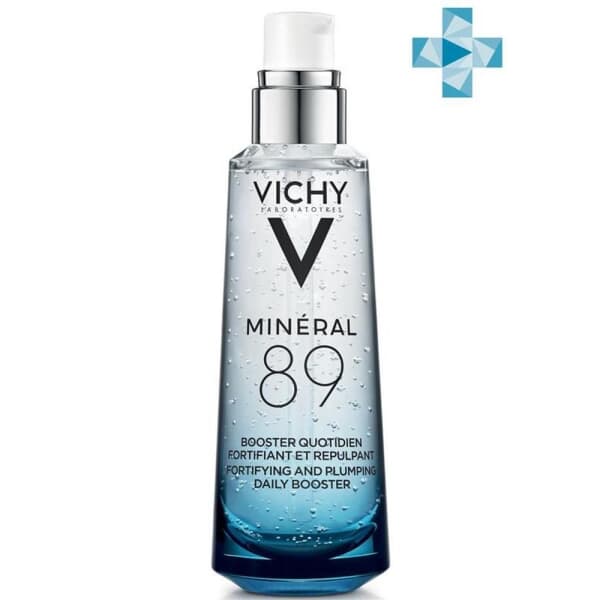 VICHY
LABORATOIRES
V
MINÉRAL
89
BOOSTER QUOTIDIEN
FORTIFIANT ET REPULPANT
FORTIFYING AND PLUMPING
DAILY BOOSTER